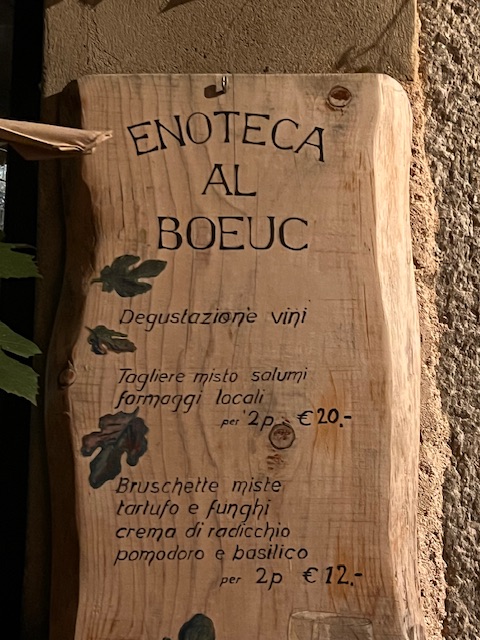 ENOTECA
AL
BOEUC
Degustazione vini
Tagliere misto salumi
formaggi locali
per 2p. €20.-
Bruschette miste
tartufo e funghi
crema di radicchio
pomodoro e basilico
per 2p €12.-